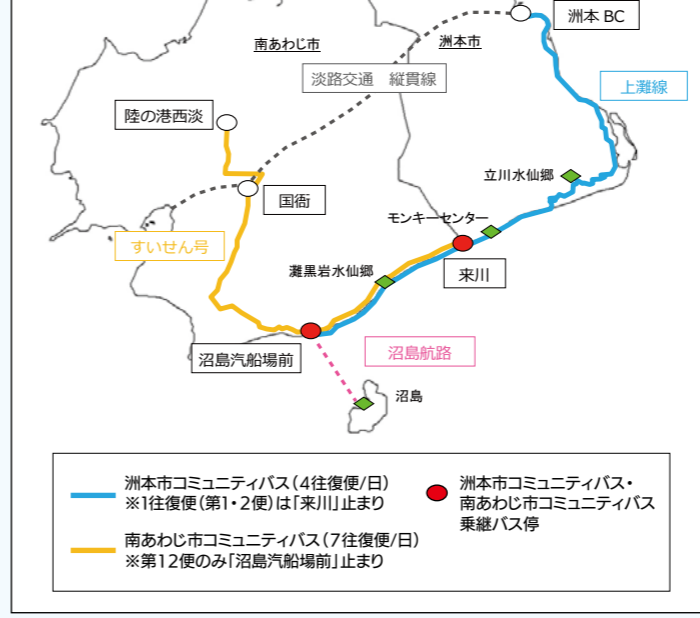 洲本 BC
南あわじ市
洲本市
淡路交通 縦貫線
上灘線
陸の港西淡
立川水仙郷
国衙
モンキーセンター
すいせん号
灘黒岩水仙郷
来川
沼島汽船場前
沼島航路
沼島
洲本市コミュニティバス（4往復便/日）
※1往復便（第1・2便）は「来川」止まり
南あわじ市コミュニティバス（7往復便/日）
※第12便のみ「沼島汽船場前」止まり
洲本市コミュニティバス・
南あわじ市コミュニティバス
乗継バス停